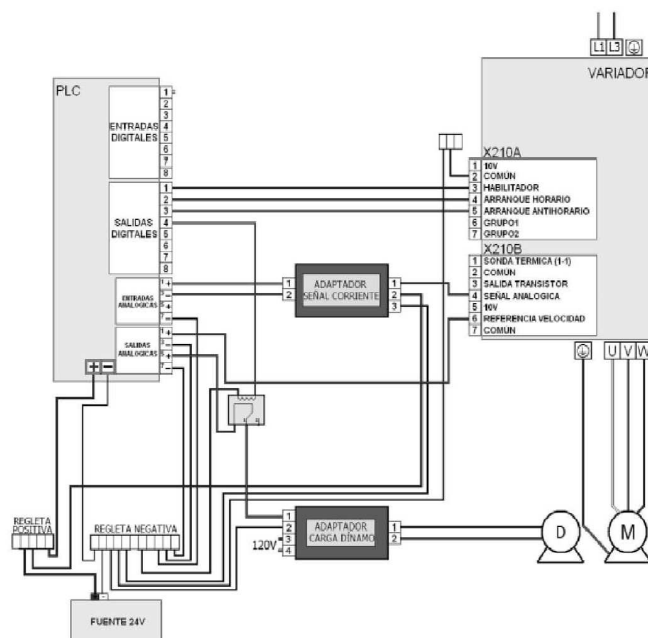 L1 L3
VARIADOR
PLC
ENTRADAS
DIGITALES
1
2
3
4
5
6
7
8
SALIDAS
DIGITALES
1
2
3
4
5
6
7
8
ENTRADAS
ANALOGICAS
SALIDAS
ANALOGICAS
+ −
X210A
1 10V
2 COMÚN
3 HABILITADOR
4 ARRANQUE HORARIO
5 ARRANQUE ANTIHORARIO
6 GRUPO1
7 GRUPO2
X210B
1 SONDA TERMICA (1-1)
2 COMÚN
3 SALIDA TRANSISTOR
4 SEÑAL ANALOGICA
5 10V
6 REFERENCIA VELOCIDAD
7 COMÚN
1
2
ADAPTADOR
SEÑAL CORRIENTE
1
2
3
U V W
REGLETA
POSITIVA
REGLETA NEGATIVA
120V
1
2
3
4
ADAPTADOR
CARGA DÍNAMO
1
2
D
M
FUENTE 24V